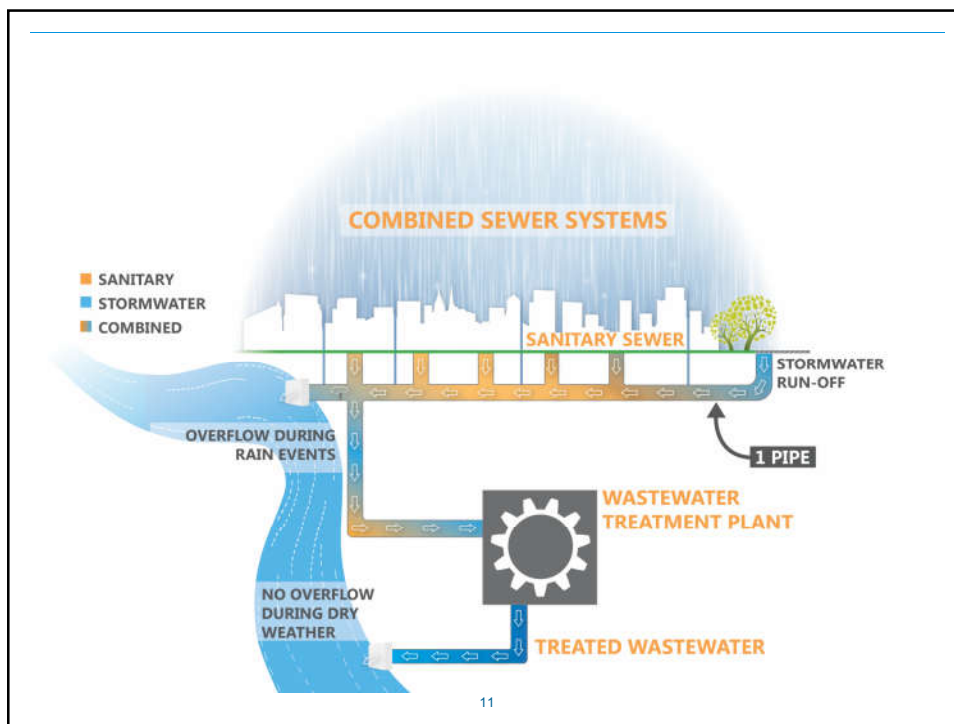 COMBINED SEWER SYSTEMS
SANITARY
STORMWATER
COMBINED
SANITARY SEWER
STORMWATER
RUN-OFF
OVERFLOW DURING
RAIN EVENTS
1 PIPE
WASTEWATER
TREATMENT PLANT
NO OVERFLOW
DURING DRY
WEATHER
TREATED WASTEWATER
11